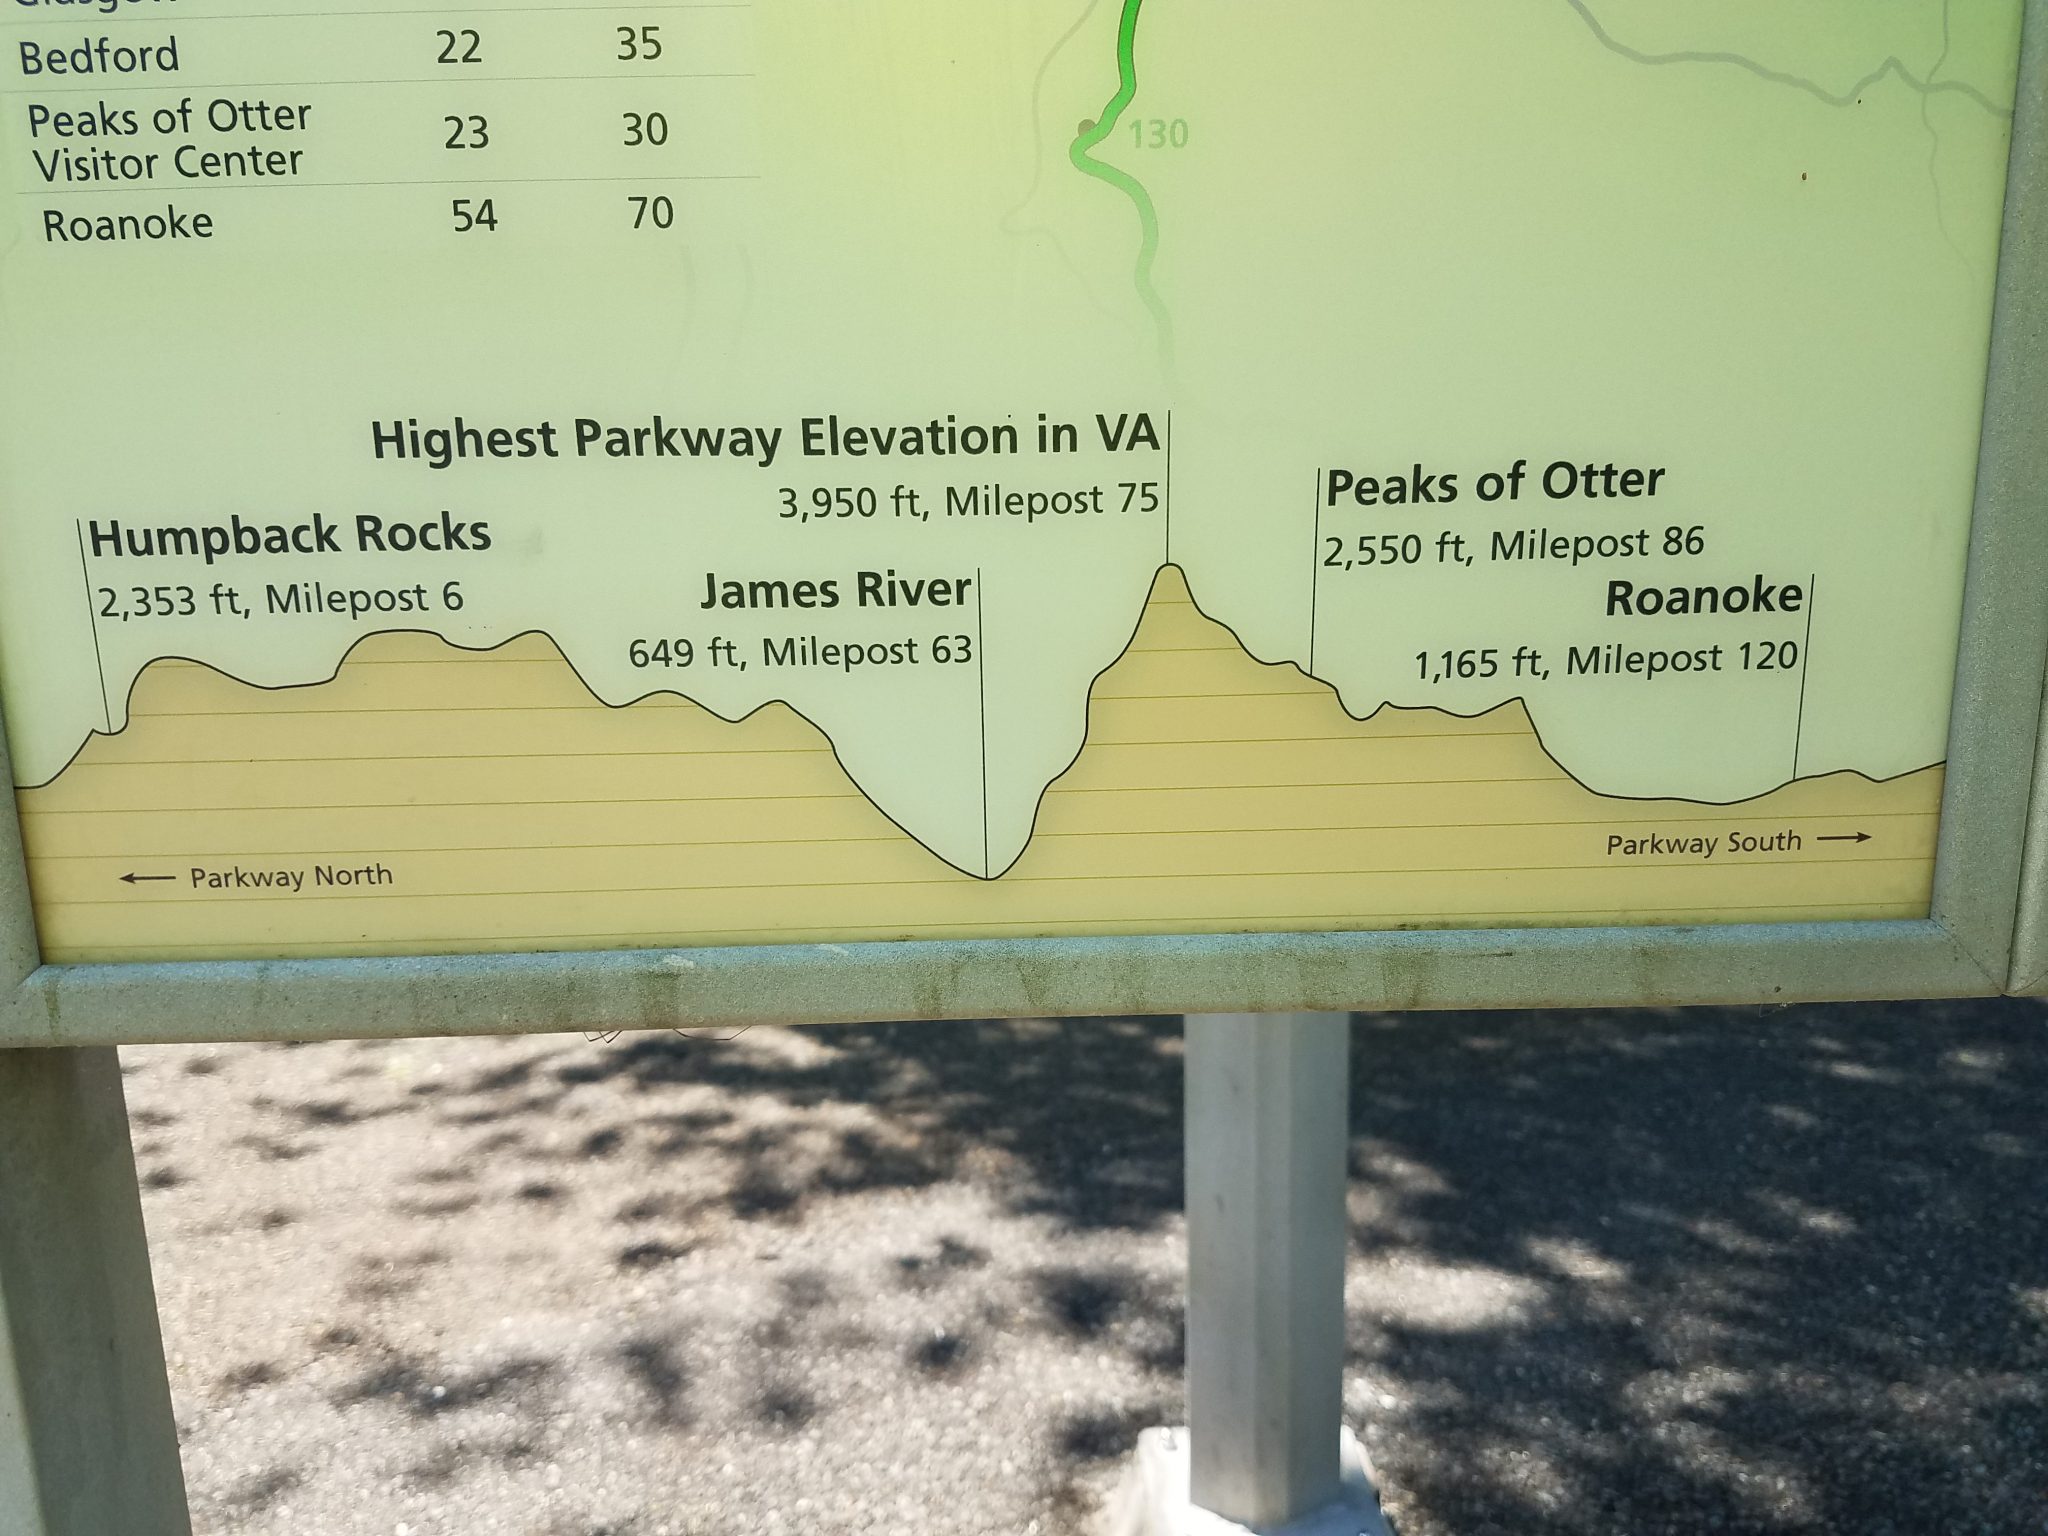 Glasgow
Bedford 22 35
Peaks of Otter
Visitor Center 23 30
Roanoke 54 70
130
Highest Parkway Elevation in VA
3,950 ft, Milepost 75
Peaks of Otter
2,550 ft, Milepost 86
Humpback Rocks
2,353 ft, Milepost 6
James River
649 ft, Milepost 63
Roanoke
1,165 ft, Milepost 120
Parkway North
Parkway South